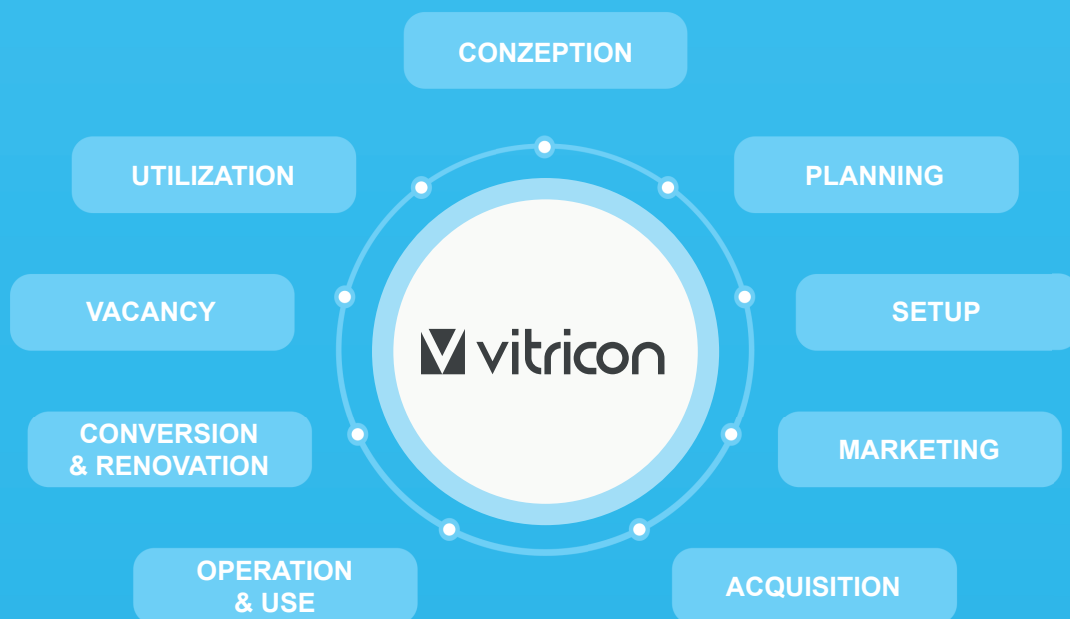 CONZEPTION
UTILIZATION
PLANNING
VACANCY
vitricon
SETUP
CONVERSION
& RENOVATION
MARKETING
OPERATION
& USE
ACQUISITION